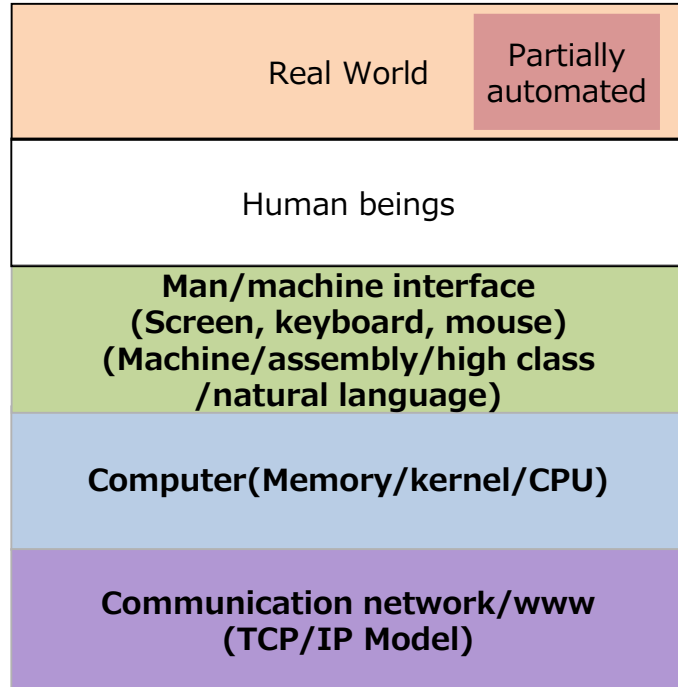 Real World
Partially
automated
Human beings
Man/machine interface
(Screen, keyboard, mouse)
(Machine/assembly/high class
/natural language)
Computer(Memory/kernel/CPU)
Communication network/www
(TCP/IP Model)